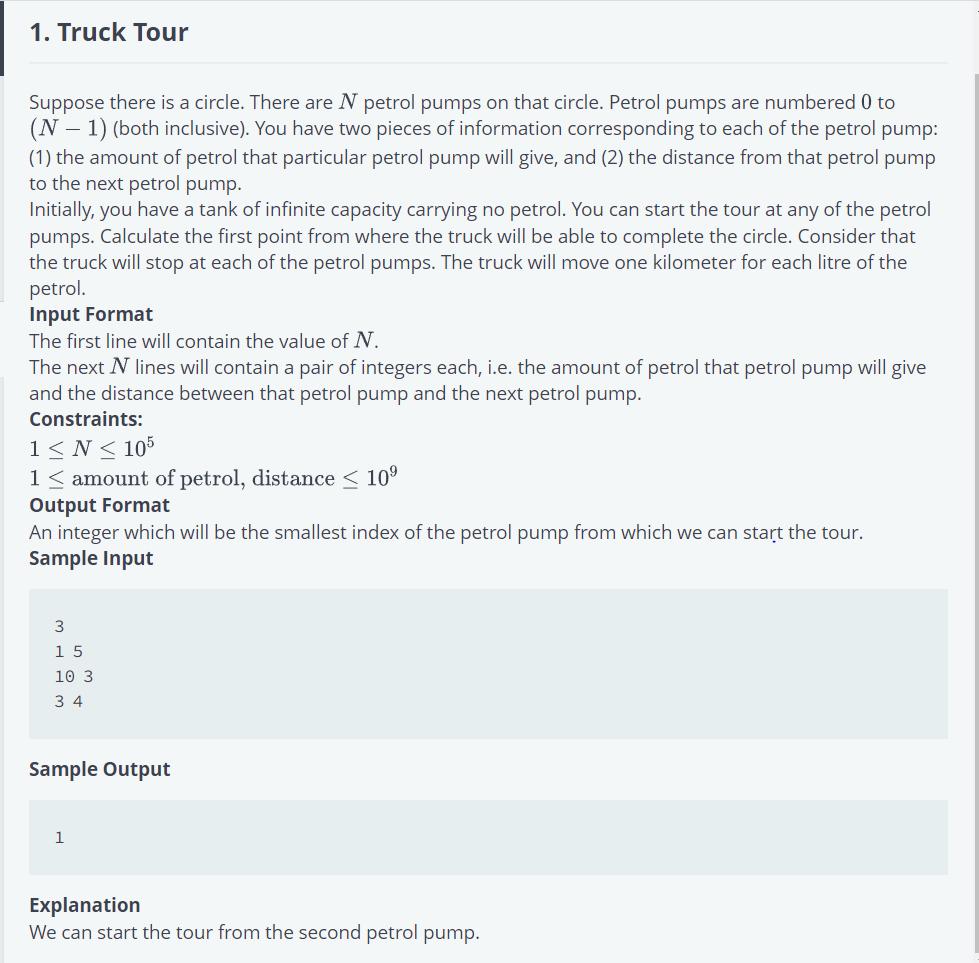 1. Truck Tour
Suppose there is a circle. There are N petrol pumps on that circle. Petrol pumps are numbered 0 to
(N − 1) (both inclusive). You have two pieces of information corresponding to each of the petrol pump:
(1) the amount of petrol that particular petrol pump will give, and (2) the distance from that petrol pump
to the next petrol pump.
Initially, you have a tank of infinite capacity carrying no petrol. You can start the tour at any of the petrol
pumps. Calculate the first point from where the truck will be able to complete the circle. Consider that
the truck will stop at each of the petrol pumps. The truck will move one kilometer for each litre of the
petrol.
Input Format
The first line will contain the value of N.
The next N lines will contain a pair of integers each, i.e. the amount of petrol that petrol pump will give
and the distance between that petrol pump and the next petrol pump.
Constraints:
1 ≤ N ≤ 10⁵
1 ≤ amount of petrol, distance ≤ 10⁹
Output Format
An integer which will be the smallest index of the petrol pump from which we can start the tour.
Sample Input
3
1 5
10 3
3 4
Sample Output
1
Explanation
We can start the tour from the second petrol pump.